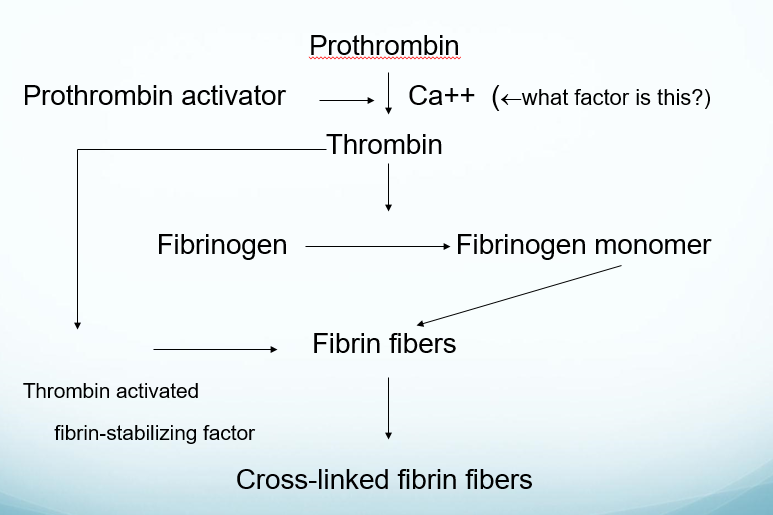 Prothrombin
Prothrombin activator Ca++ (←what factor is this?)
Thrombin
Fibrinogen Fibrinogen monomer
Fibrin fibers
Thrombin activated
fibrin-stabilizing factor
Cross-linked fibrin fibers